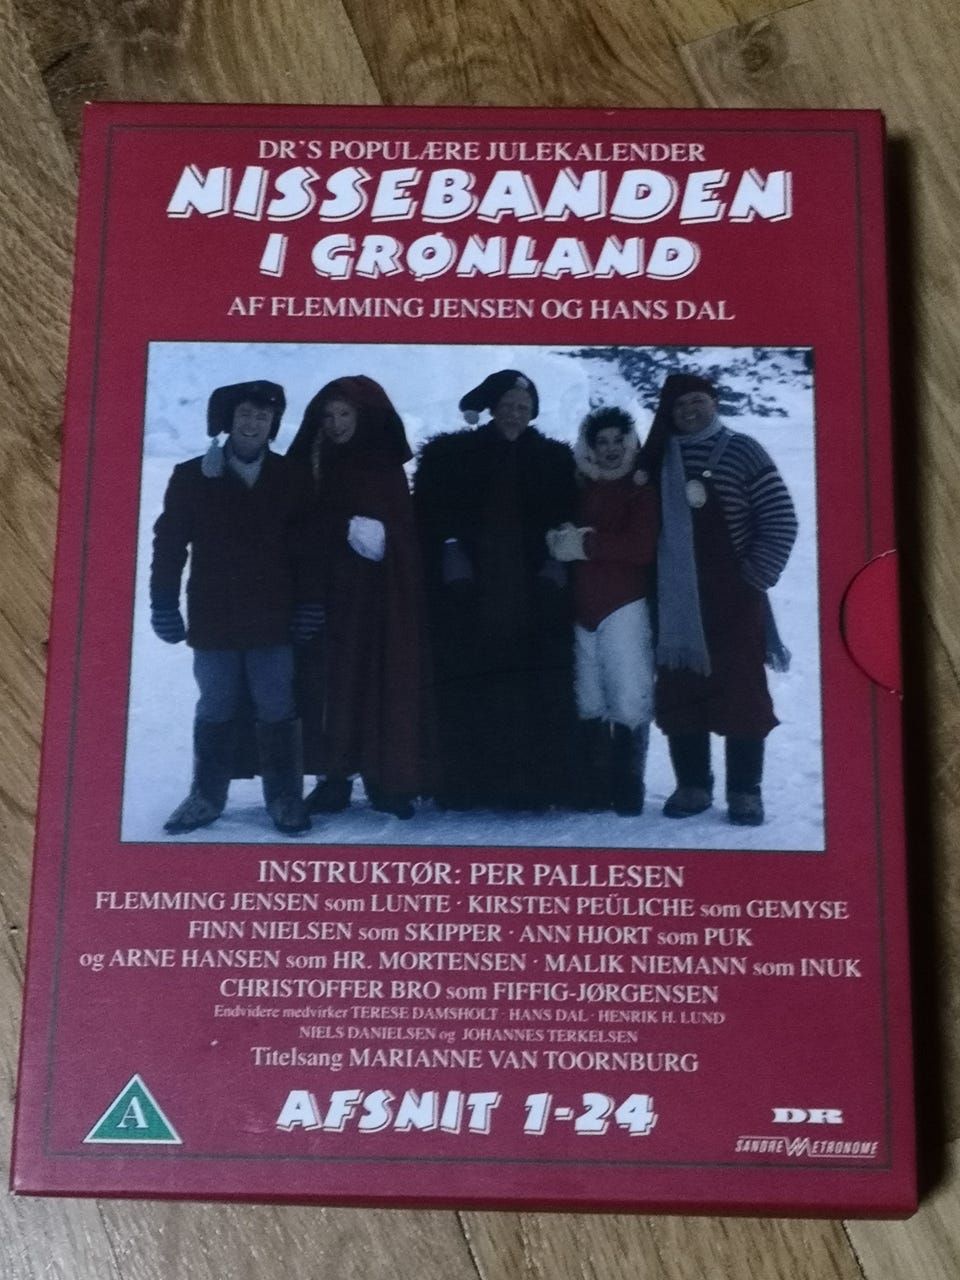 DR'S POPULÆRE JULEKALENDER
NISSEBANDEN
I GRØNLAND
AF FLEMMING JENSEN OG HANS DAL
INSTRUKTØR: PER PALLESEN
FLEMMING JENSEN som LUNTE · KIRSTEN PEÜLICHE som GEMYSE
FINN NIELSEN som SKIPPER · ANN HJORT som PUK
og ARNE HANSEN som HR. MORTENSEN · MALIK NIEMANN som INUK
CHRISTOFFER BRO som FIFFIG-JØRGENSEN
Endvidere medvirker TERESE DAMSHOLT · HANS DAL · HENRIK H. LUND
NIELS DANIELSEN og JOHANNES TERKELSEN
Titelsang MARIANNE VAN TOORNBURG
A
AFSNIT 1-24
DR
SANDREW METRONOME